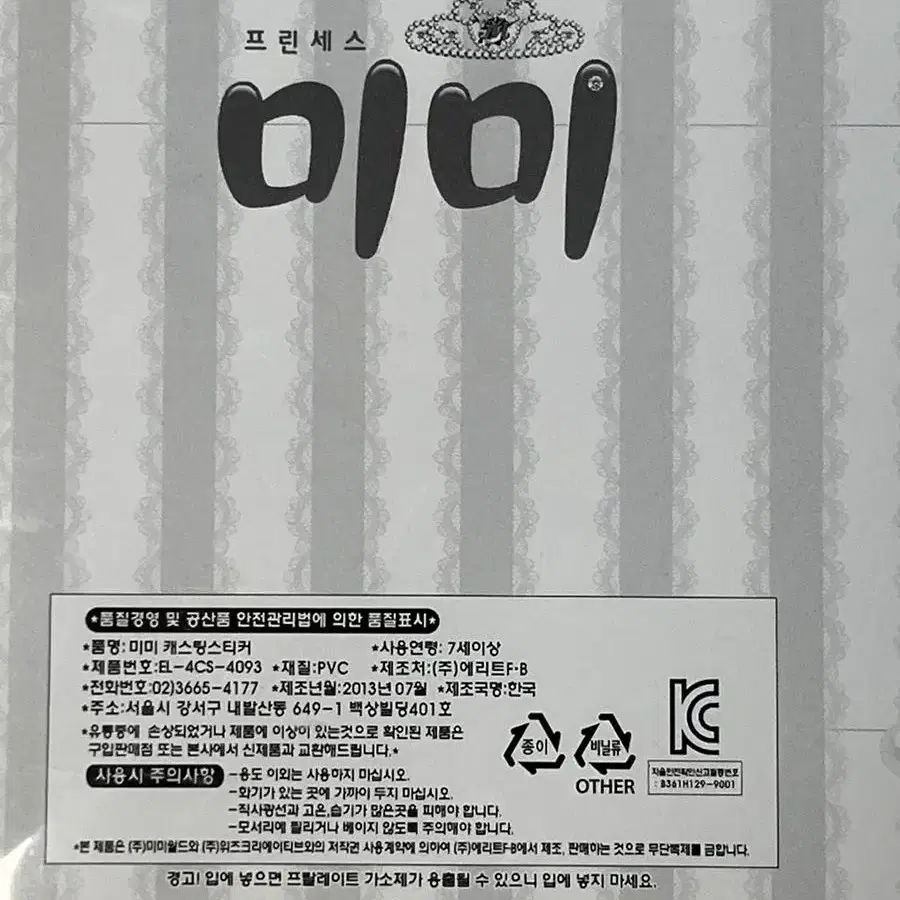 프린세스
미미
*품질경영 및 공산품 안전관리법에 의한 품질표시*
*품명: 미미 캐스팅스티커 *사용연령: 7세이상
*제품번호:EL-4CS-4093 *재질:PVC *제조처:(주)에리트F·B
*전화번호:02)3665-4177 *제조년월:2013년 07월 *제조국명:한국
*주소:서울시 강서구 내발산동 649-1 백상빌딩401호
*유통중에 손상되었거나 제품에 이상이 있는것으로 확인된 제품은
구입판매점 또는 본사에서 신제품과 교환해드립니다.*
종이
비닐류
OTHER
자율안전확인신고필증번호
: B361H129-9001
사용시 주의사항
-용도 이외는 사용하지 마십시오.
-화기가 있는 곳에 가까이 두지 마십시요.
-직사광선과 고온,습기가 많은곳을 피해야 합니다.
-모서리에 찔리거나 베이지 않도록 주의해야 합니다.
*본 제품은 (주)미미월드와 (주)위즈크리에이티브와의 저작권 사용계약에 의하여 (주)에리트F·B에서 제조, 판매하는 것으로 무단복제를 금합니다.
경고! 입에 넣으면 프탈레이트 가소제가 용출될 수 있으니 입에 넣지 마세요.